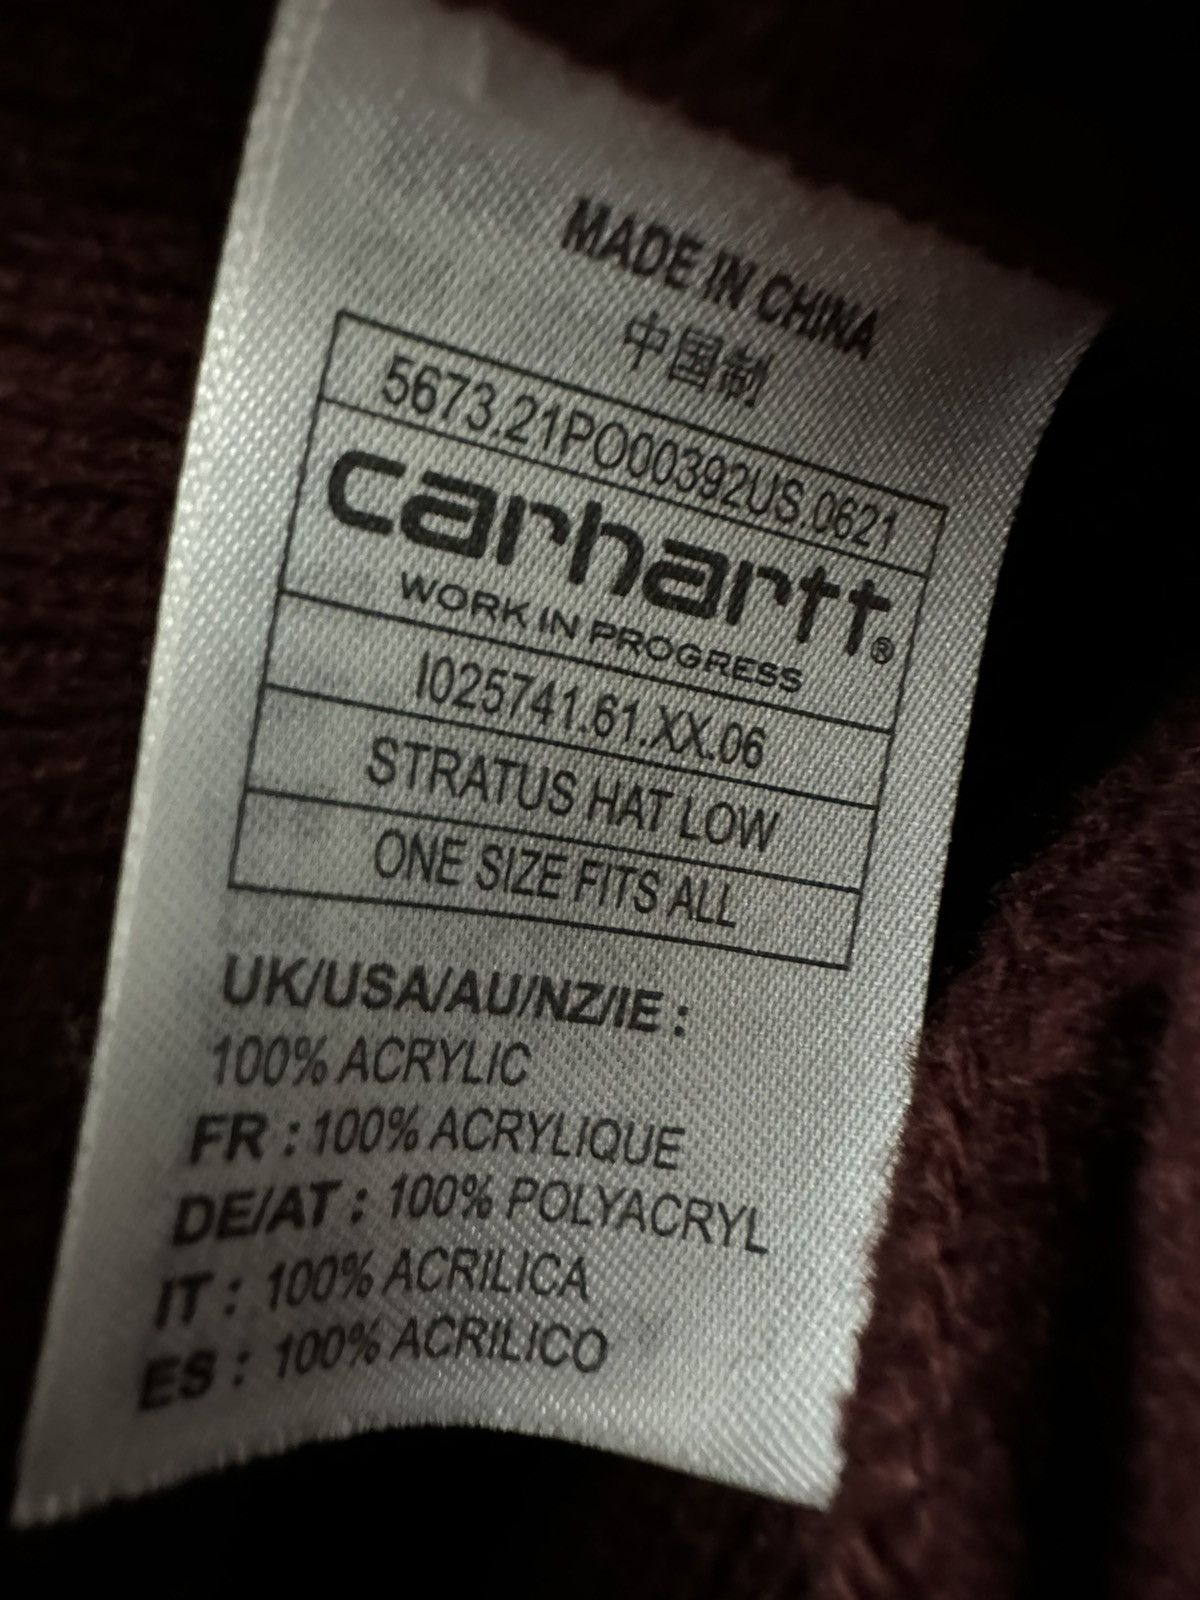 MADE IN CHINA
中国制
5673.21PO00392US.0621
carhartt®
WORK IN PROGRESS
I025741.61.XX.06
STRATUS HAT LOW
ONE SIZE FITS ALL
UK/USA/AU/NZ/IE :
100% ACRYLIC
FR : 100% ACRYLIQUE
DE/AT : 100% POLYACRYL
IT : 100% ACRILICA
ES : 100% ACRILICO